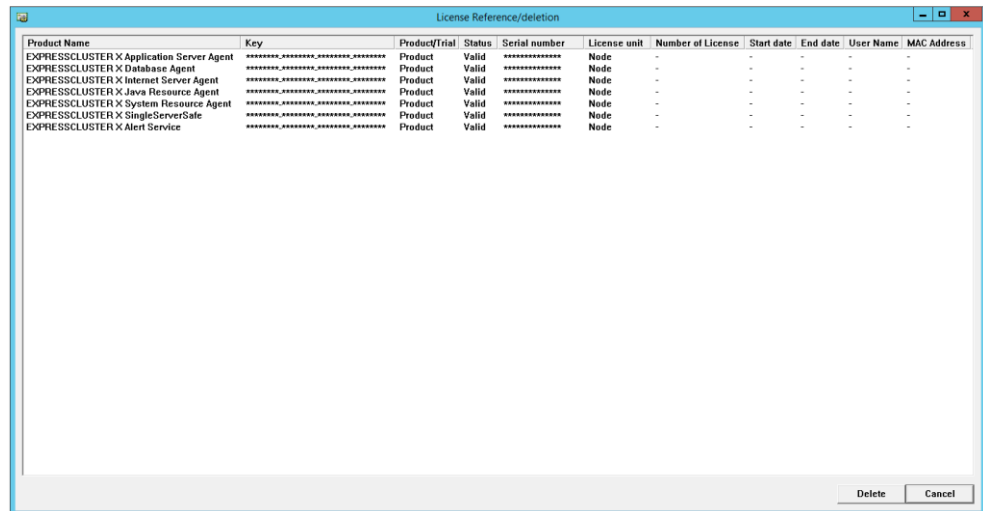 License Reference/deletion
Product Name Key Product/Trial Status Serial number License unit Number of License Start date End date User Name MAC Address
EXPRESSCLUSTER X Application Server Agent ********-********-********-******** Product Valid ************** Node - - - - -
EXPRESSCLUSTER X Database Agent ********-********-********-******** Product Valid ************** Node - - - - -
EXPRESSCLUSTER X Internet Server Agent ********-********-********-******** Product Valid ************** Node - - - - -
EXPRESSCLUSTER X Java Resource Agent ********-********-********-******** Product Valid ************** Node - - - - -
EXPRESSCLUSTER X System Resource Agent ********-********-********-******** Product Valid ************** Node - - - - -
EXPRESSCLUSTER X SingleServerSafe ********-********-********-******** Product Valid ************** Node - - - - -
EXPRESSCLUSTER X Alert Service ********-********-********-******** Product Valid ************** Node - - - - -
Delete Cancel